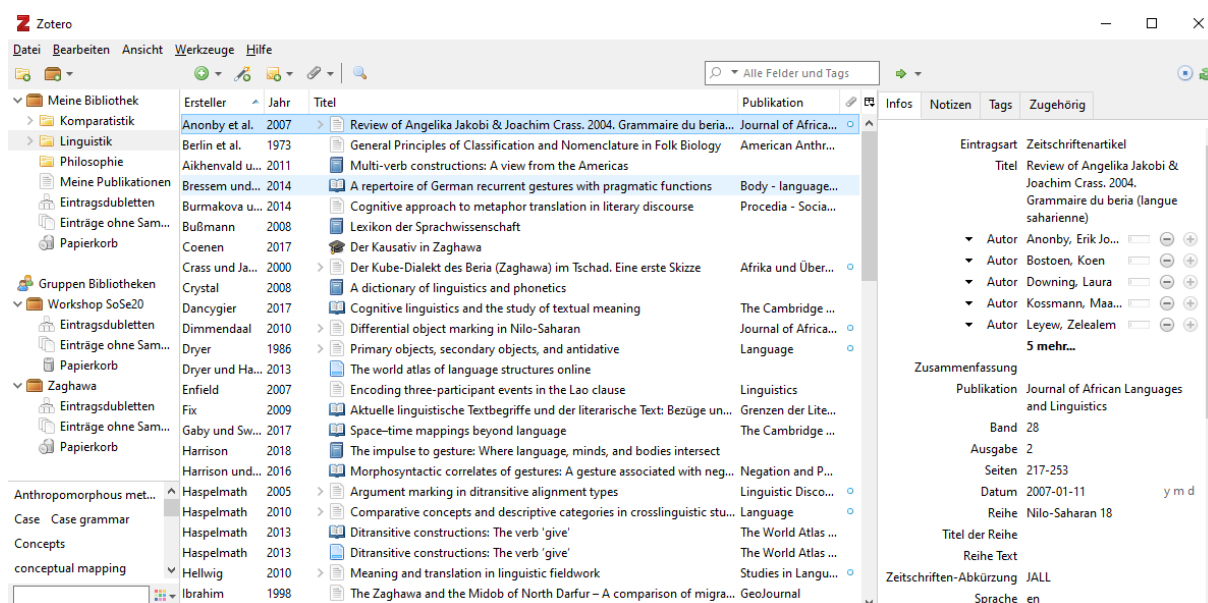 Zotero
Datei Bearbeiten Ansicht Werkzeuge Hilfe
Alle Felder und Tags
Meine Bibliothek
Komparatistik
Linguistik
Philosophie
Meine Publikationen
Eintragsdubletten
Einträge ohne Sam...
Papierkorb
Gruppen Bibliotheken
Workshop SoSe20
Eintragsdubletten
Einträge ohne Sam...
Papierkorb
Zaghawa
Eintragsdubletten
Einträge ohne Sam...
Papierkorb
Anthropomorphous met...
Case Case grammar
Concepts
conceptual mapping
Ersteller Jahr Titel Publikation
Anonby et al. 2007 Review of Angelika Jakobi & Joachim Crass. 2004. Grammaire du beria... Journal of Africa...
Berlin et al. 1973 General Principles of Classification and Nomenclature in Folk Biology American Anthr...
Aikhenvald u... 2011 Multi-verb constructions: A view from the Americas
Bressem und... 2014 A repertoire of German recurrent gestures with pragmatic functions Body - language...
Burmakova u... 2014 Cognitive approach to metaphor translation in literary discourse Procedia - Socia...
Bußmann 2008 Lexikon der Sprachwissenschaft
Coenen 2017 Der Kausativ in Zaghawa
Crass und Ja... 2000 Der Kube-Dialekt des Beria (Zaghawa) im Tschad. Eine erste Skizze Afrika und Über...
Crystal 2008 A dictionary of linguistics and phonetics
Dancygier 2017 Cognitive linguistics and the study of textual meaning The Cambridge ...
Dimmendaal 2010 Differential object marking in Nilo-Saharan Journal of Africa...
Dryer 1986 Primary objects, secondary objects, and antidative Language
Dryer und Ha... 2013 The world atlas of language structures online
Enfield 2007 Encoding three-participant events in the Lao clause Linguistics
Fix 2009 Aktuelle linguistische Textbegriffe und der literarische Text: Bezüge un... Grenzen der Lite...
Gaby und Sw... 2017 Space–time mappings beyond language The Cambridge ...
Harrison 2018 The impulse to gesture: Where language, minds, and bodies intersect
Harrison und... 2016 Morphosyntactic correlates of gestures: A gesture associated with neg... Negation and P...
Haspelmath 2005 Argument marking in ditransitive alignment types Linguistic Disco...
Haspelmath 2010 Comparative concepts and descriptive categories in crosslinguistic stu... Language
Haspelmath 2013 Ditransitive constructions: The verb 'give' The World Atlas ...
Haspelmath 2013 Ditransitive constructions: The verb 'give' The World Atlas ...
Hellwig 2010 Meaning and translation in linguistic fieldwork Studies in Langu...
Ibrahim 1998 The Zaghawa and the Midob of North Darfur – A comparison of migra... GeoJournal
Infos Notizen Tags Zugehörig
Eintragsart Zeitschriftenartikel
Titel Review of Angelika Jakobi &
Joachim Crass. 2004.
Grammaire du beria (langue
saharienne)
Autor Anonby, Erik Jo...
Autor Bostoen, Koen
Autor Downing, Laura
Autor Kossmann, Maa...
Autor Leyew, Zelealem
5 mehr...
Zusammenfassung
Publikation Journal of African Languages
and Linguistics
Band 28
Ausgabe 2
Seiten 217-253
Datum 2007-01-11 y m d
Reihe Nilo-Saharan 18
Titel der Reihe
Reihe Text
Zeitschriften-Abkürzung JALL
Sprache en